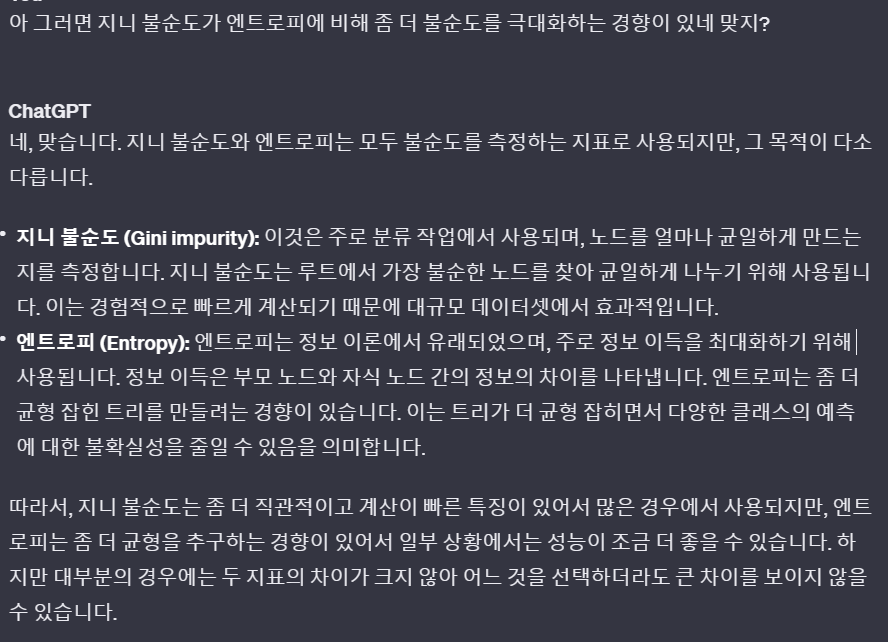 아 그러면 지니 불순도가 엔트로피에 비해 좀 더 불순도를 극대화하는 경향이 있네 맞지?
ChatGPT
네, 맞습니다. 지니 불순도와 엔트로피는 모두 불순도를 측정하는 지표로 사용되지만, 그 목적이 다소
다릅니다.
• 지니 불순도 (Gini impurity): 이것은 주로 분류 작업에서 사용되며, 노드를 얼마나 균일하게 만드는
지를 측정합니다. 지니 불순도는 루트에서 가장 불순한 노드를 찾아 균일하게 나누기 위해 사용됩니
다. 이는 경험적으로 빠르게 계산되기 때문에 대규모 데이터셋에서 효과적입니다.
• 엔트로피 (Entropy): 엔트로피는 정보 이론에서 유래되었으며, 주로 정보 이득을 최대화하기 위해
사용됩니다. 정보 이득은 부모 노드와 자식 노드 간의 정보의 차이를 나타냅니다. 엔트로피는 좀 더
균형 잡힌 트리를 만들려는 경향이 있습니다. 이는 트리가 더 균형 잡히면서 다양한 클래스의 예측
에 대한 불확실성을 줄일 수 있음을 의미합니다.
따라서, 지니 불순도는 좀 더 직관적이고 계산이 빠른 특징이 있어서 많은 경우에서 사용되지만, 엔트
로피는 좀 더 균형을 추구하는 경향이 있어서 일부 상황에서는 성능이 조금 더 좋을 수 있습니다. 하
지만 대부분의 경우에는 두 지표의 차이가 크지 않아 어느 것을 선택하더라도 큰 차이를 보이지 않을
수 있습니다.